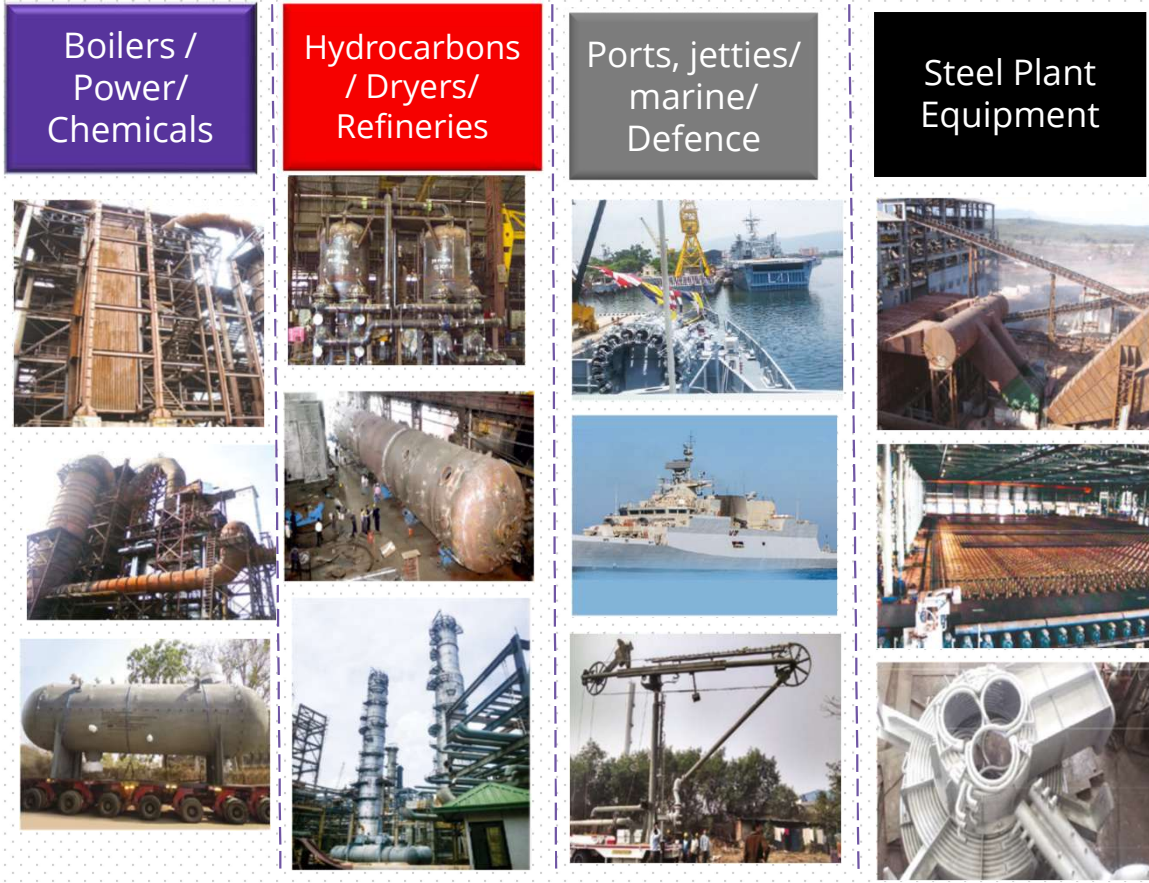 Boilers /
Power/
Chemicals
Hydrocarbons
/ Dryers/
Refineries
Ports, jetties/
marine/
Defence
Steel Plant
Equipment